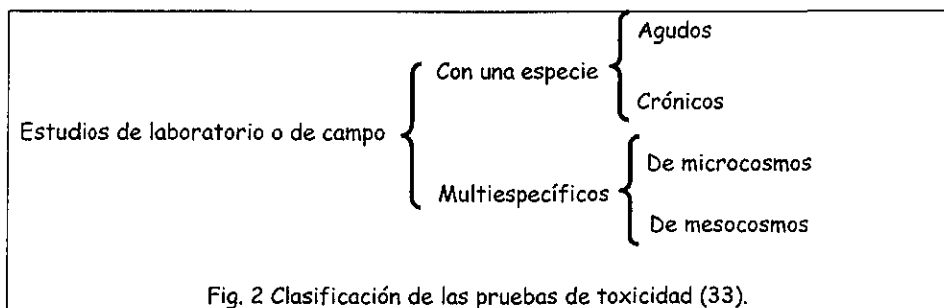 Agudos
Con una especie
Crónicos
Estudios de laboratorio o de campo
De microcosmos
Multiespecíficos
De mesocosmos
Fig. 2 Clasificación de las pruebas de toxicidad (33).